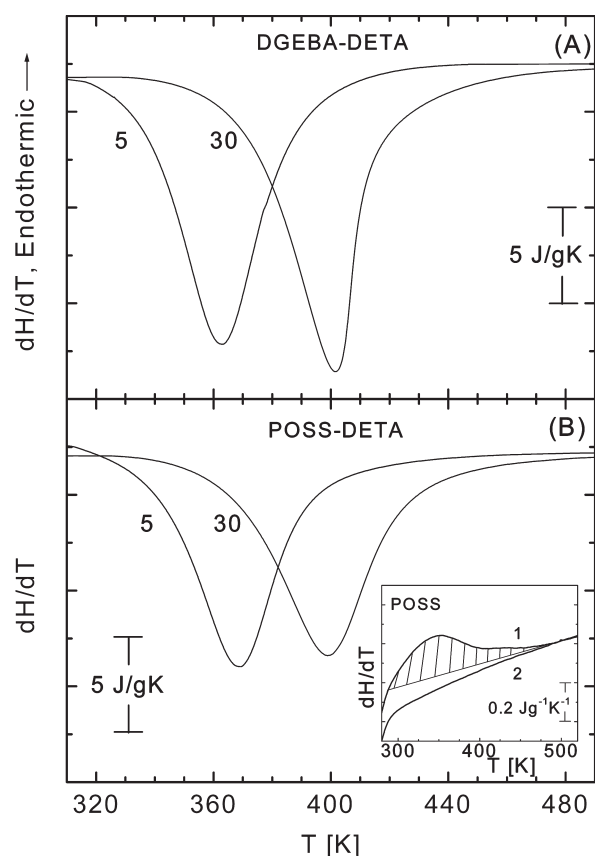 DGEBA-DETA
(A)
5
30
5 J/gK
dH/dT, Endothermic →
POSS-DETA
(B)
5
30
5 J/gK
dH/dT
POSS
1
2
0.2 Jg⁻¹K⁻¹
dH/dT
300 400 500
T [K]
320 360 400 440 480
T [K]